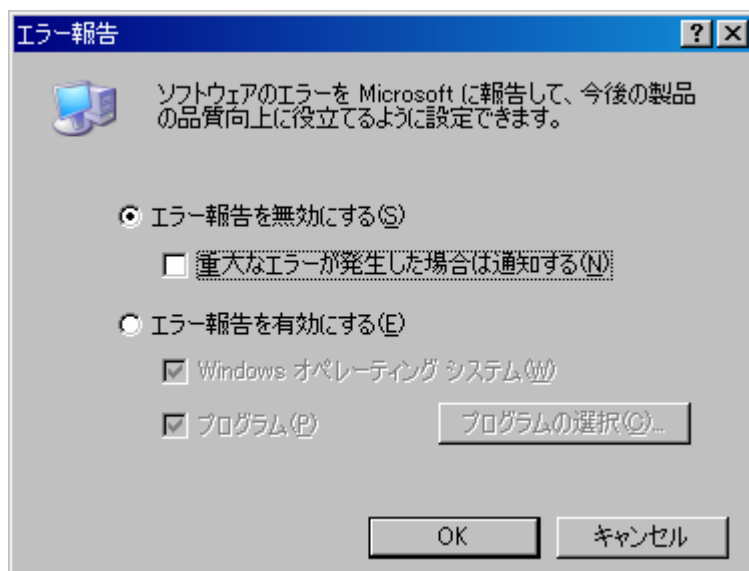 エラー報告
ソフトウェアのエラーを Microsoft に報告して、今後の製品
の品質向上に役立てるように設定できます。
エラー報告を無効にする(S)
重大なエラーが発生した場合は通知する(N)
エラー報告を有効にする(E)
Windows オペレーティング システム(W)
プログラム(P)
プログラムの選択(C)...
OK
キャンセル